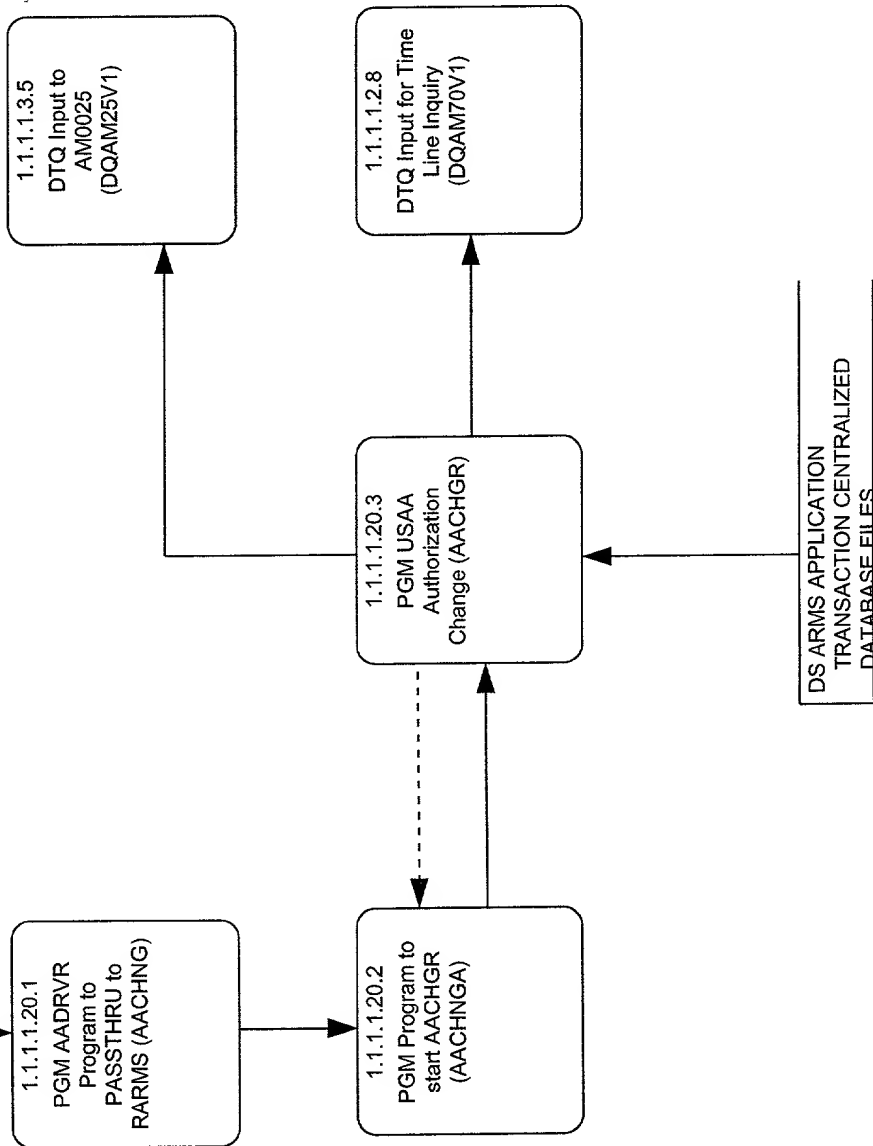 1.1.1.1.3.5
DTQ Input to
AM0025
(DQAM25V1)
1.1.1.1.2.8
DTQ Input for Time
Line Inquiry
(DQAM70V1)
1.1.1.1.20.3
PGM USAA
Authorization
Change (AACHGR)
1.1.1.1.20.1
PGM AADRVR
Program to
PASSTHRU to
RARMS (AACHNG)
1.1.1.1.20.2
PGM Program to
start AACHGR
(AACHNGA)
DS ARMS APPLICATION
TRANSACTION CENTRALIZED
DATABASE FILES